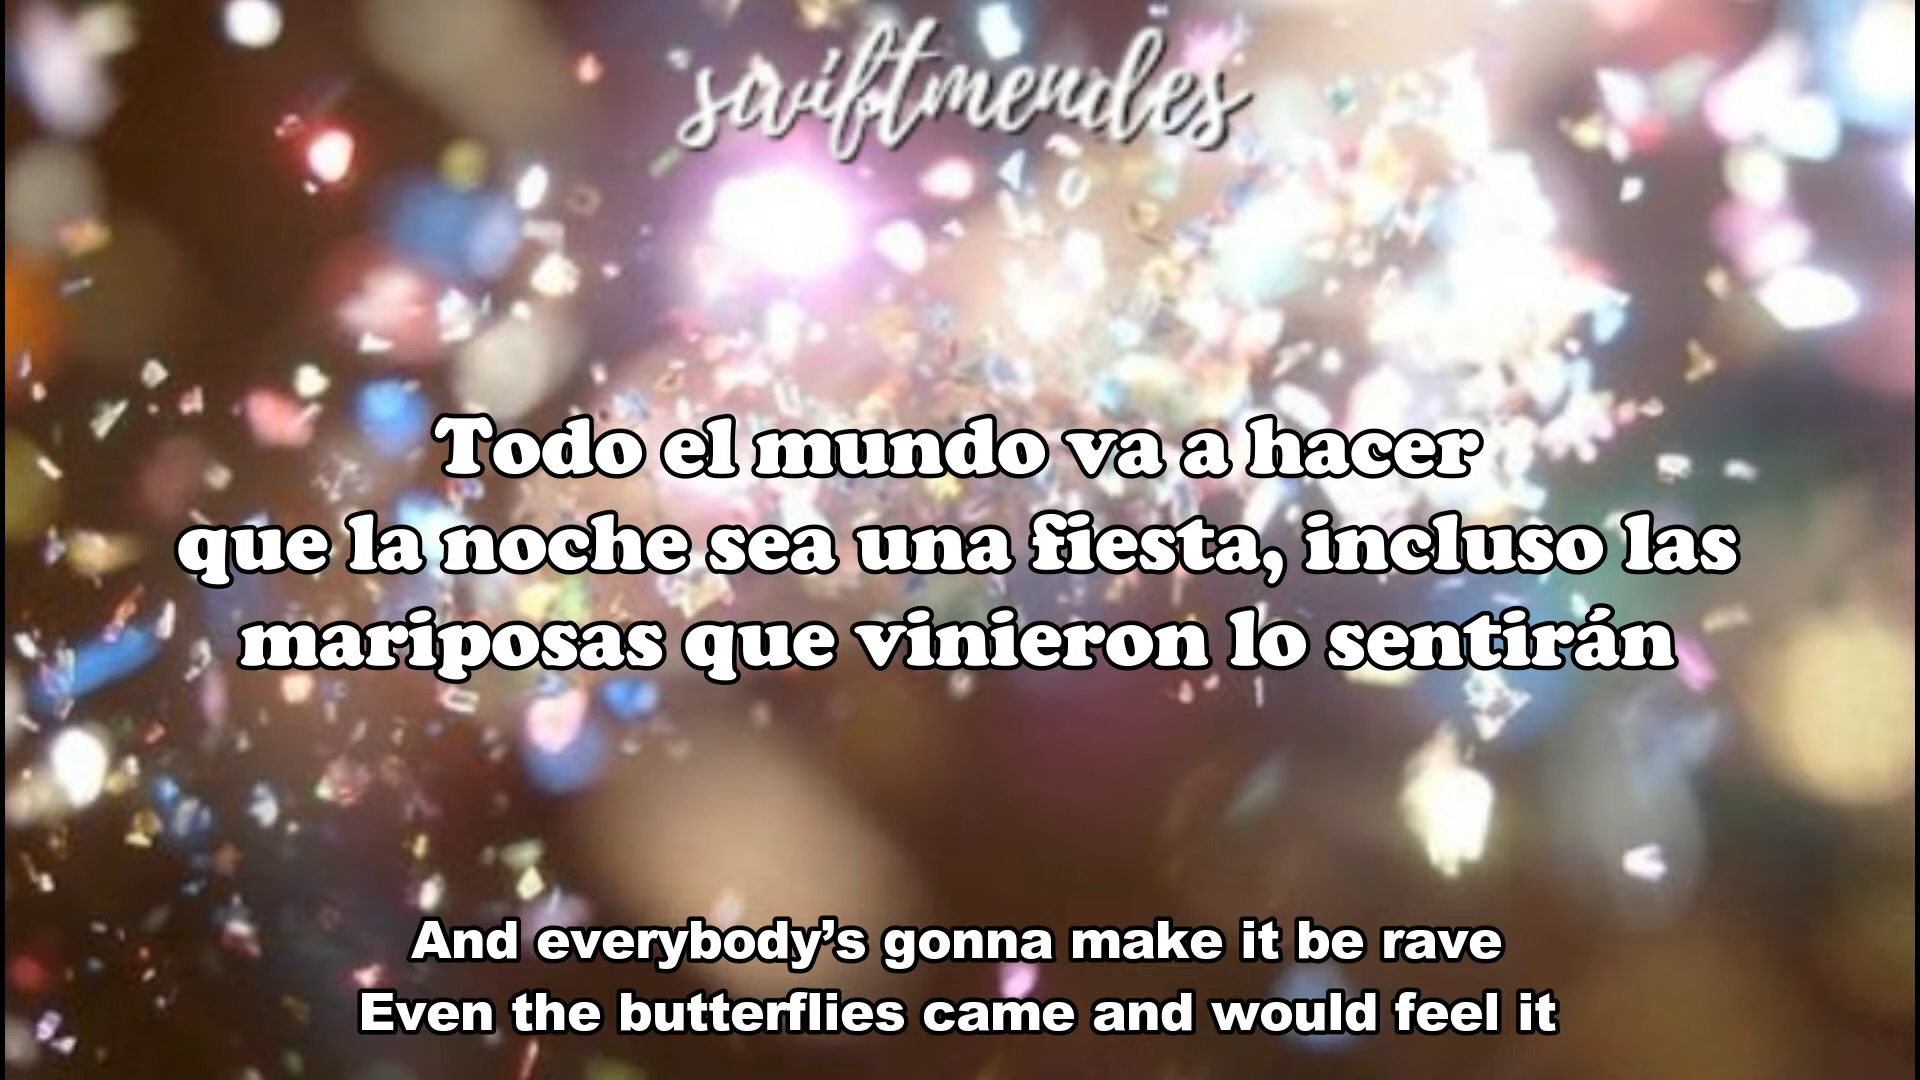 swiftmendes
Todo el mundo va a hacer
que la noche sea una fiesta, incluso las
mariposas que vinieron lo sentirán
And everybody’s gonna make it be rave
Even the butterflies came and would feel it